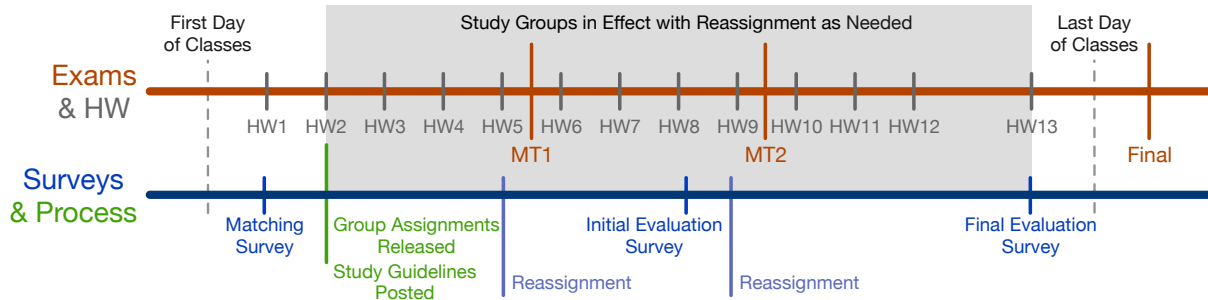 First Day
of Classes
Study Groups in Effect with Reassignment as Needed
Last Day
of Classes
Exams
& HW
HW1
HW2
HW3
HW4
HW5
HW6
HW7
HW8
HW9
HW10
HW11
HW12
HW13
MT1
MT2
Final
Surveys
& Process
Matching
Survey
Group Assignments
Released
Study Guidelines
Posted
Reassignment
Initial Evaluation
Survey
Reassignment
Final Evaluation
Survey